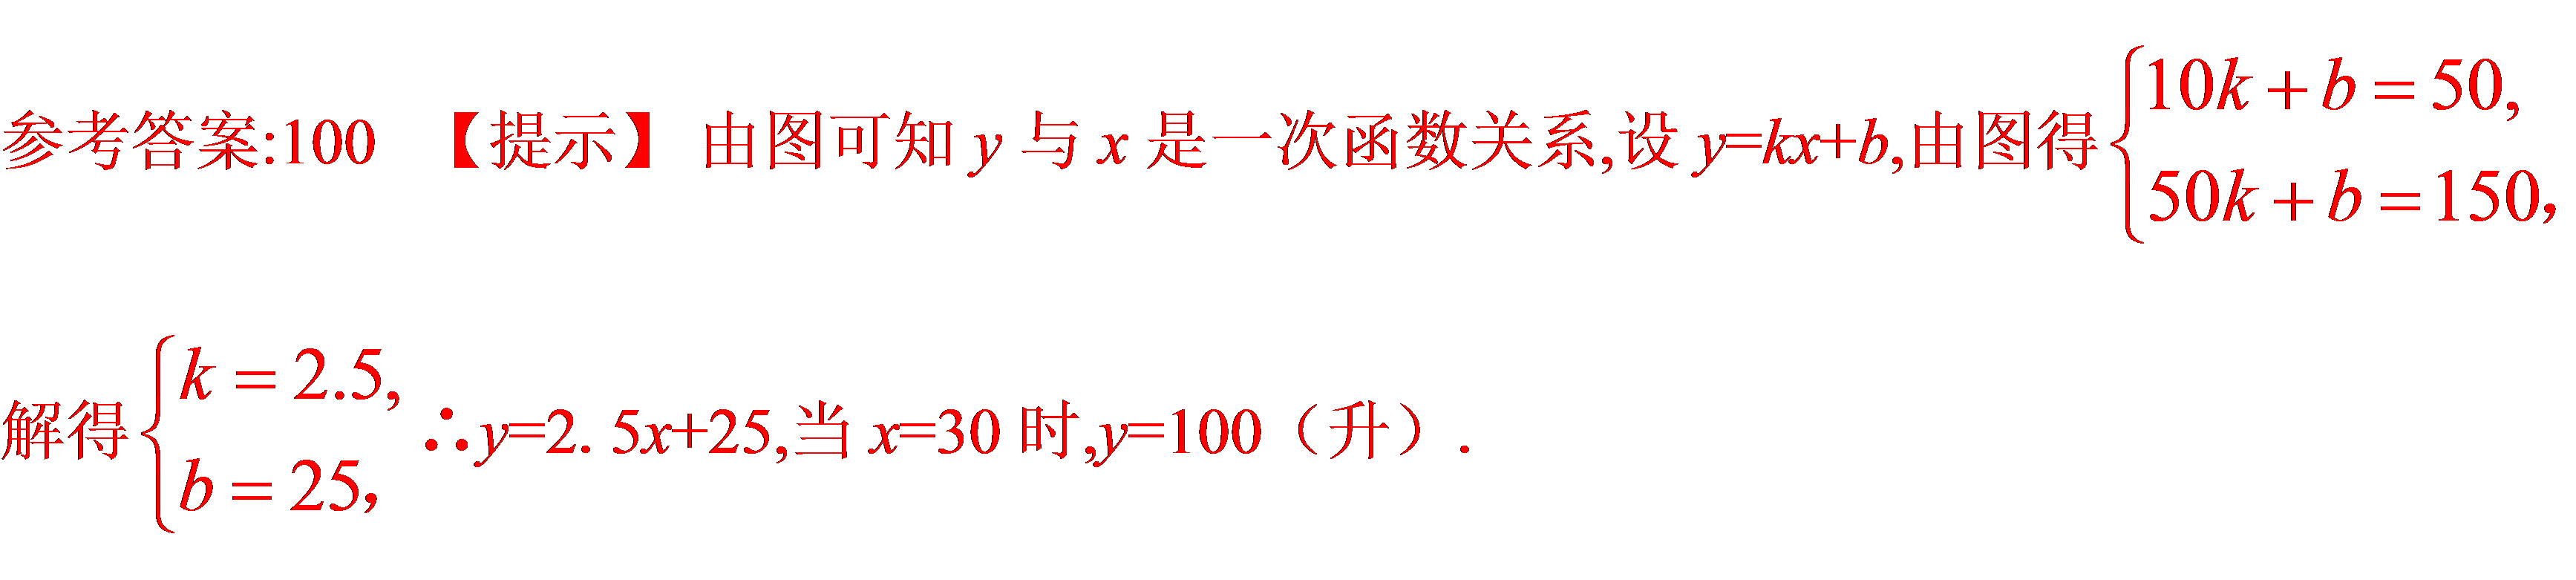 参考答案:100 【提示】 由图可知 y 与 x 是一次函数关系,设 y=kx+b,由图得 {10k+b=50, 50k+b=150,
解得 {k=2.5, b=25, ∴y=2. 5x+25,当 x=30 时,y=100（升）.